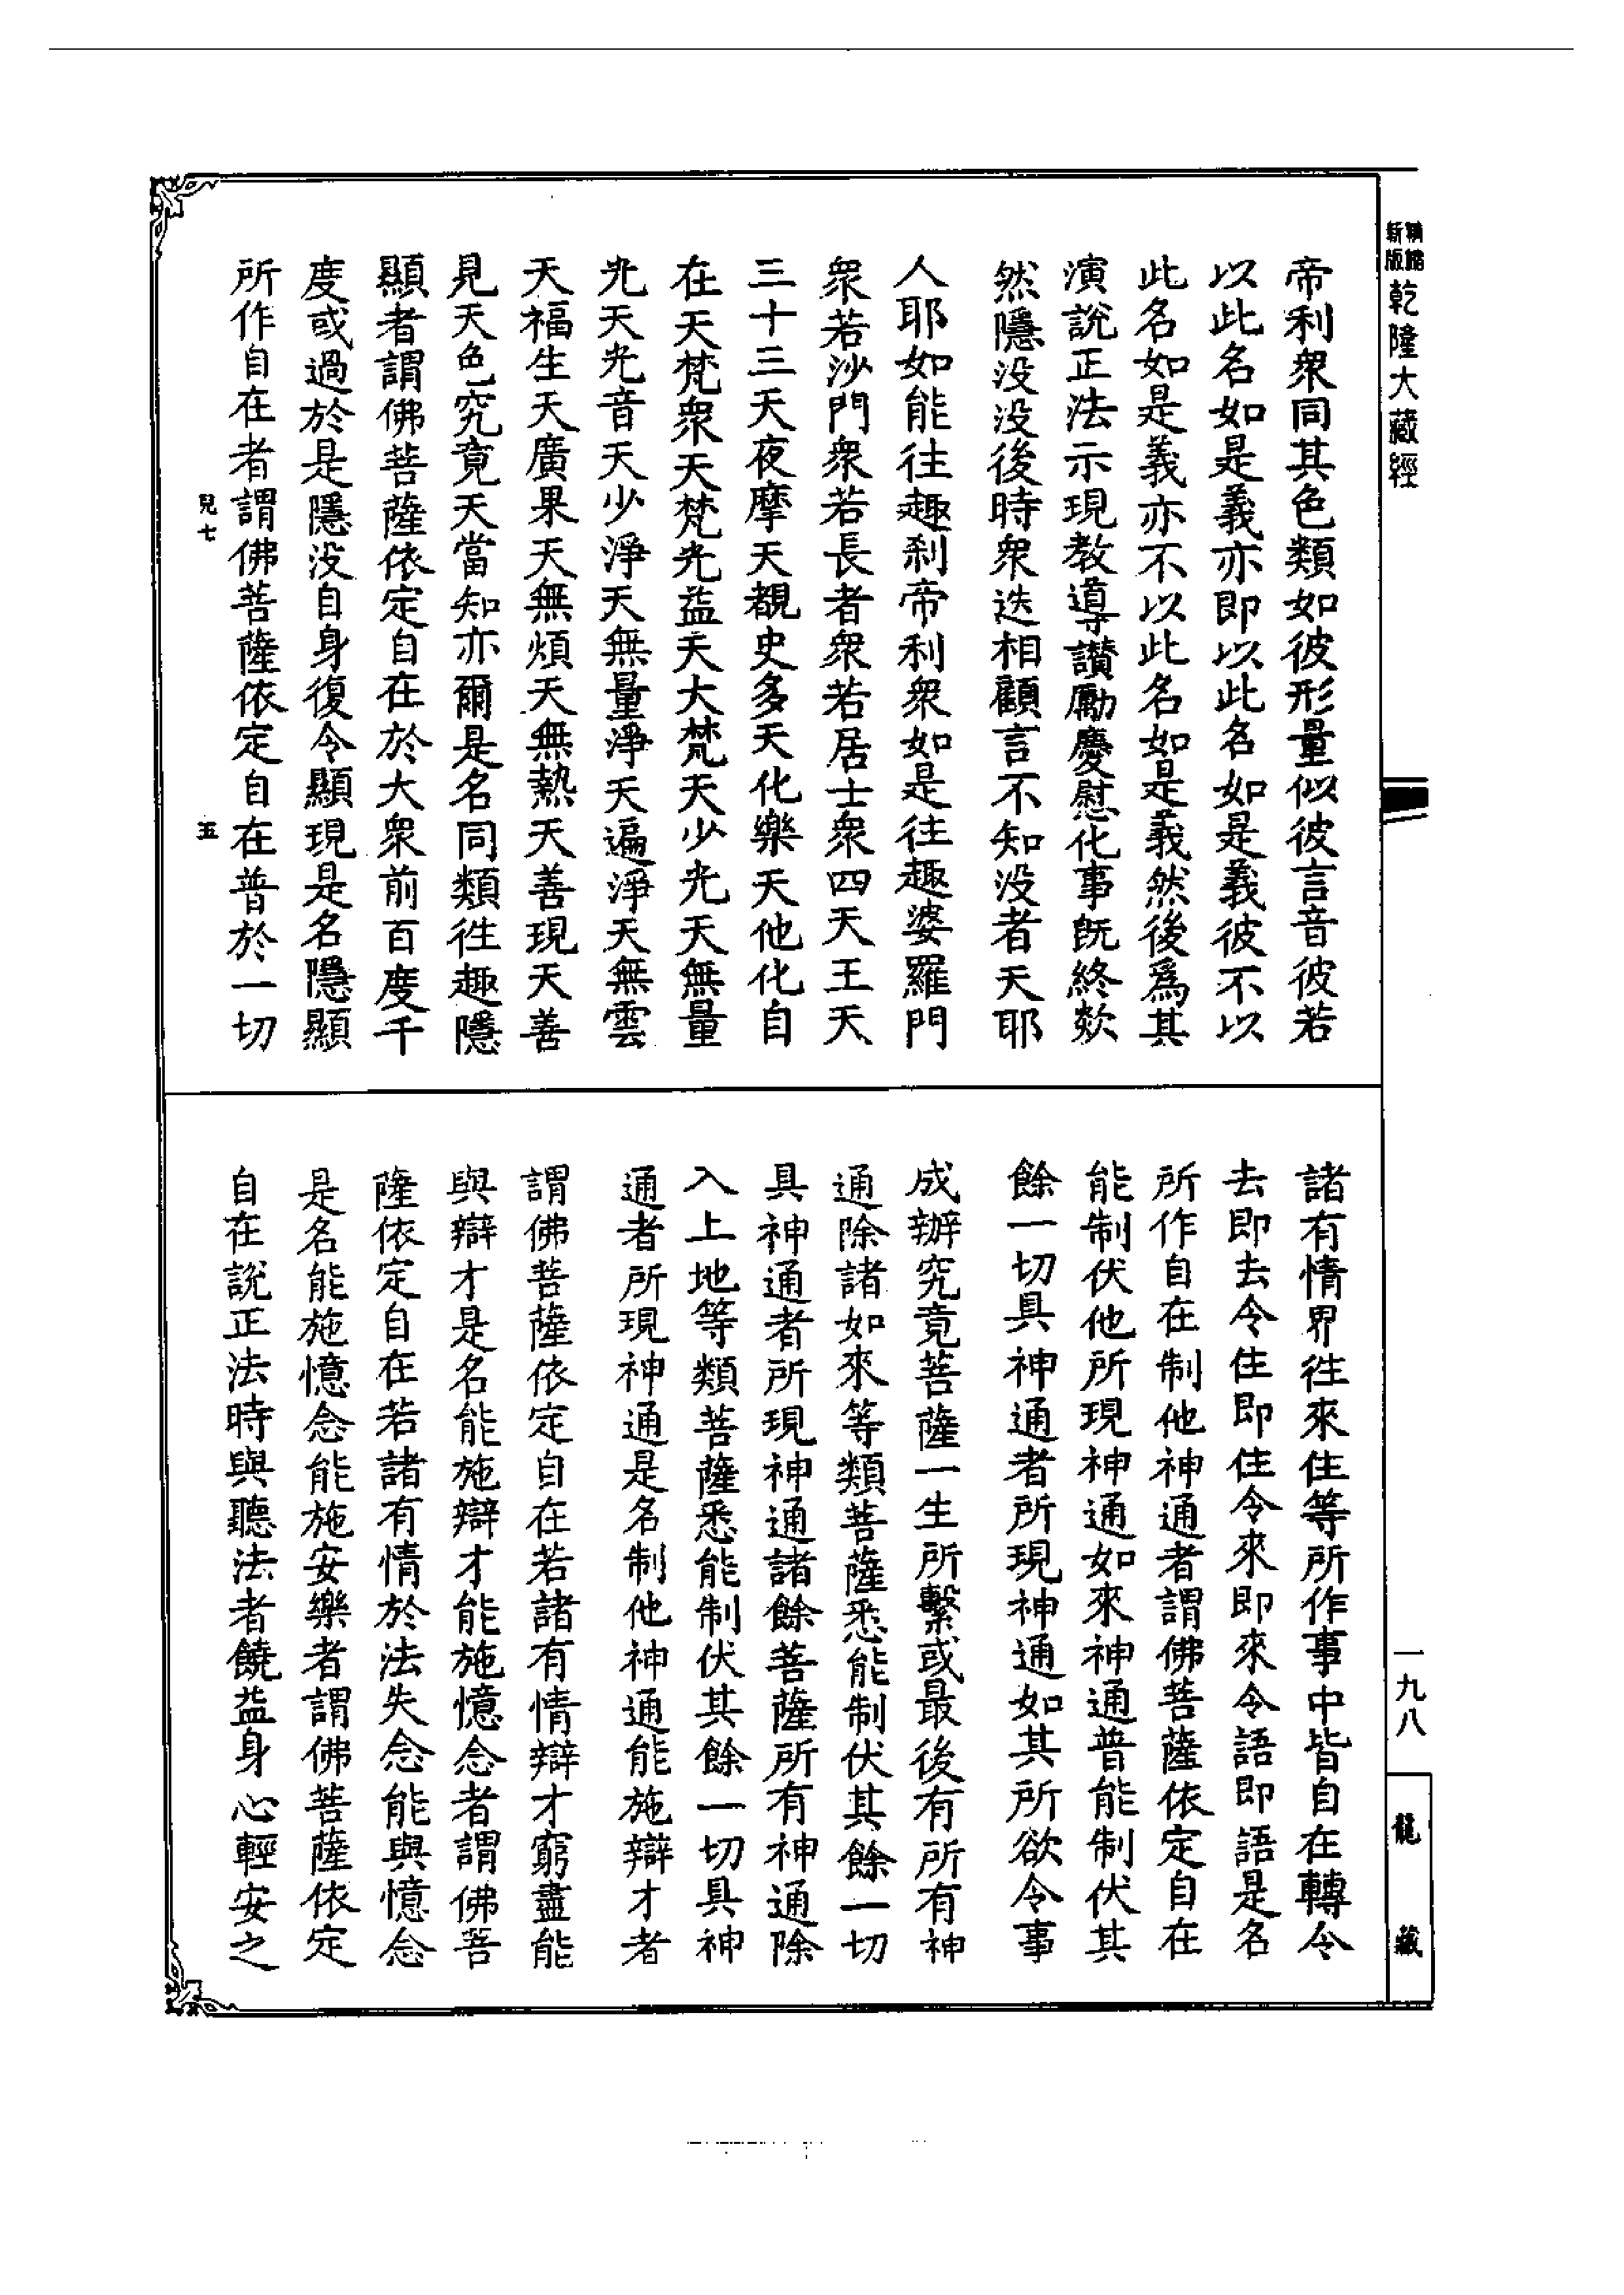 新版
精縮
乾隆大藏經
一九八
龍藏
帝利衆同其色類如彼形量似彼言音彼若
以此名如是義亦即以此名如是義彼不以
此名如是義亦不以此名如是義然後爲其
演說正法示現教導讚勵慶慰化事旣終欻
然隱没没後時衆迭相顧言不知没者天耶
人耶如能往趣刹帝利衆如是往趣婆羅門
衆若沙門衆若長者衆若居士衆四天王天
三十三天夜摩天覩史多天化樂天他化自
在天梵衆天梵光益天大梵天少光天無量
光天光音天少淨天無量淨天遍淨天無雲
天福生天廣果天無煩天無熱天善現天善
見天色究竟天當知亦爾是名同類徃趣隱
顯者謂佛菩薩依定自在於大衆前百度千
度或過於是隱没自身復令顯現是名隱顯
所作自在者謂佛菩薩依定自在普於一切
兒七
五
諸有情界往來住等所作事中皆自在轉令
去即去令住即住令來即來令語即語是名
所作自在制他神通者謂佛菩薩依定自在
能制伏他所現神通如來神通普能制伏其
餘一切具神通者所現神通如其所欲令事
成辦究竟菩薩一生所繫或最後有所有神
通除諸如來等類菩薩悉能制伏其餘一切
具神通者所現神通諸餘菩薩所有神通除
入上地等類菩薩悉能制伏其餘一切具神
通者所現神通是名制他神通能施辯才者
謂佛菩薩依定自在若諸有情辯才窮盡能
與辯才是名能施辯才能施憶念者謂佛菩
薩依定自在若諸有情於法失念能與憶念
是名能施憶念能施安樂者謂佛菩薩依定
自在說正法時與聽法者饒益身心輕安之